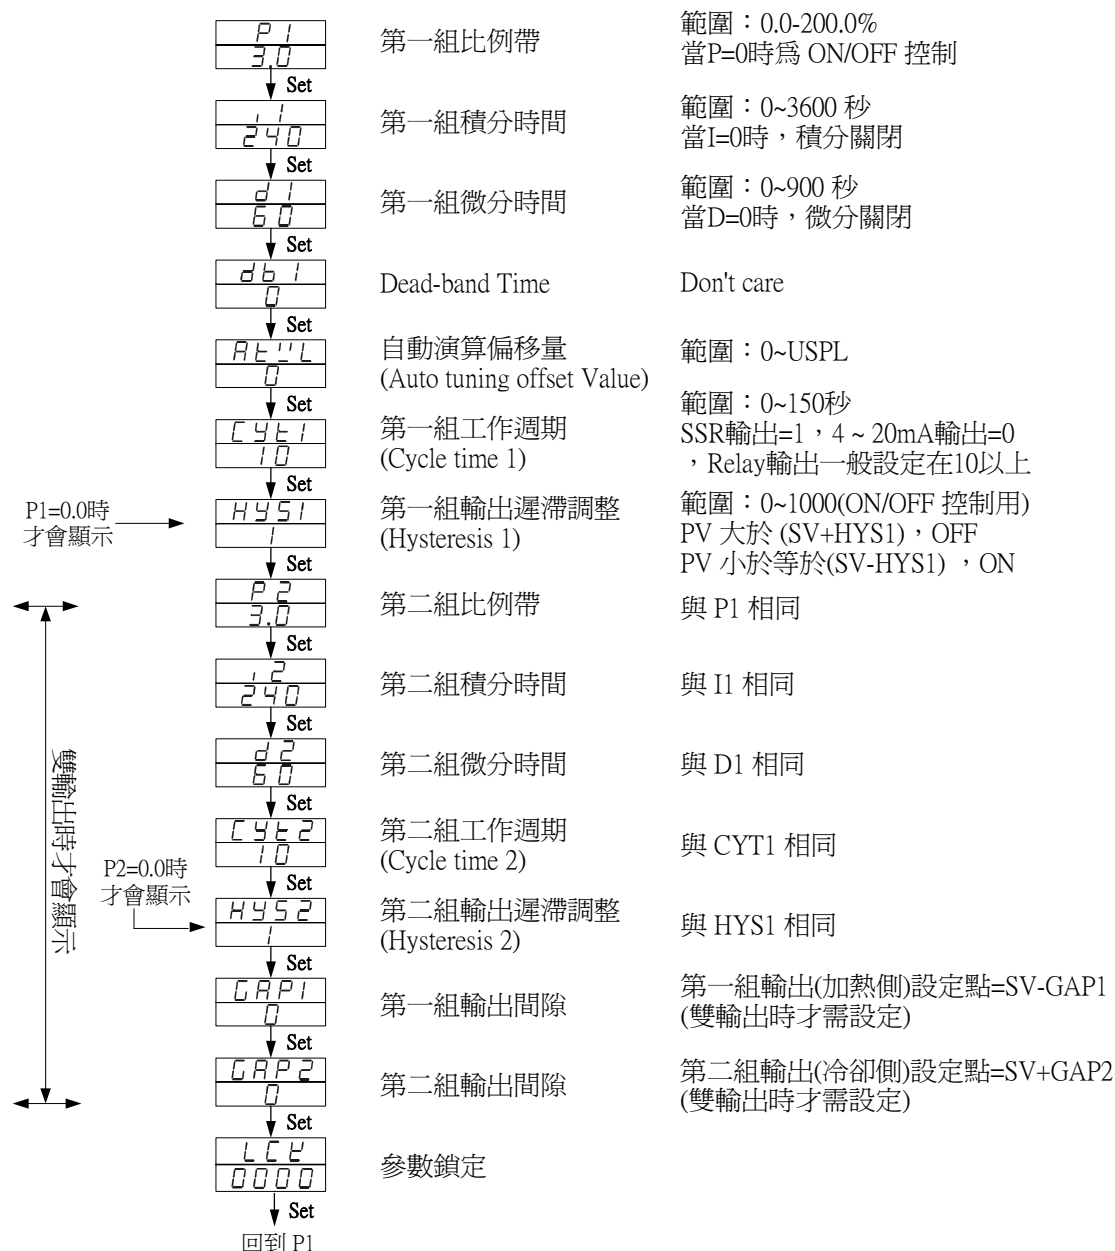 P1
3.0
第一組比例帶
範圍：0.0-200.0%
當P=0時為 ON/OFF 控制
Set
i1
240
第一組積分時間
範圍：0~3600 秒
當I=0時，積分關閉
Set
d1
60
第一組微分時間
範圍：0~900 秒
當D=0時，微分關閉
Set
db1
0
Dead-band Time
Don't care
Set
AtVL
0
自動演算偏移量
(Auto tuning offset Value)
範圍：0~USPL
Set
CYt1
10
第一組工作週期
(Cycle time 1)
範圍：0~150秒
SSR輸出=1，4 ~ 20mA輸出=0
，Relay輸出一般設定在10以上
Set
P1=0.0時
才會顯示
HYS1
1
第一組輸出遲滯調整
(Hysteresis 1)
範圍：0~1000(ON/OFF 控制用)
PV 大於 (SV+HYS1)，OFF
PV 小於等於(SV-HYS1) ，ON
Set
雙輸出時才會顯示
P2
3.0
第二組比例帶
與 P1 相同
Set
i2
240
第二組積分時間
與 I1 相同
Set
d2
60
第二組微分時間
與 D1 相同
Set
CYt2
10
第二組工作週期
(Cycle time 2)
與 CYT1 相同
Set
P2=0.0時
才會顯示
HYS2
1
第二組輸出遲滯調整
(Hysteresis 2)
與 HYS1 相同
Set
GAP1
0
第一組輸出間隙
第一組輸出(加熱側)設定點=SV-GAP1
(雙輸出時才需設定)
Set
GAP2
0
第二組輸出間隙
第二組輸出(冷卻側)設定點=SV+GAP2
(雙輸出時才需設定)
Set
LCK
0000
參數鎖定
Set
回到 P1